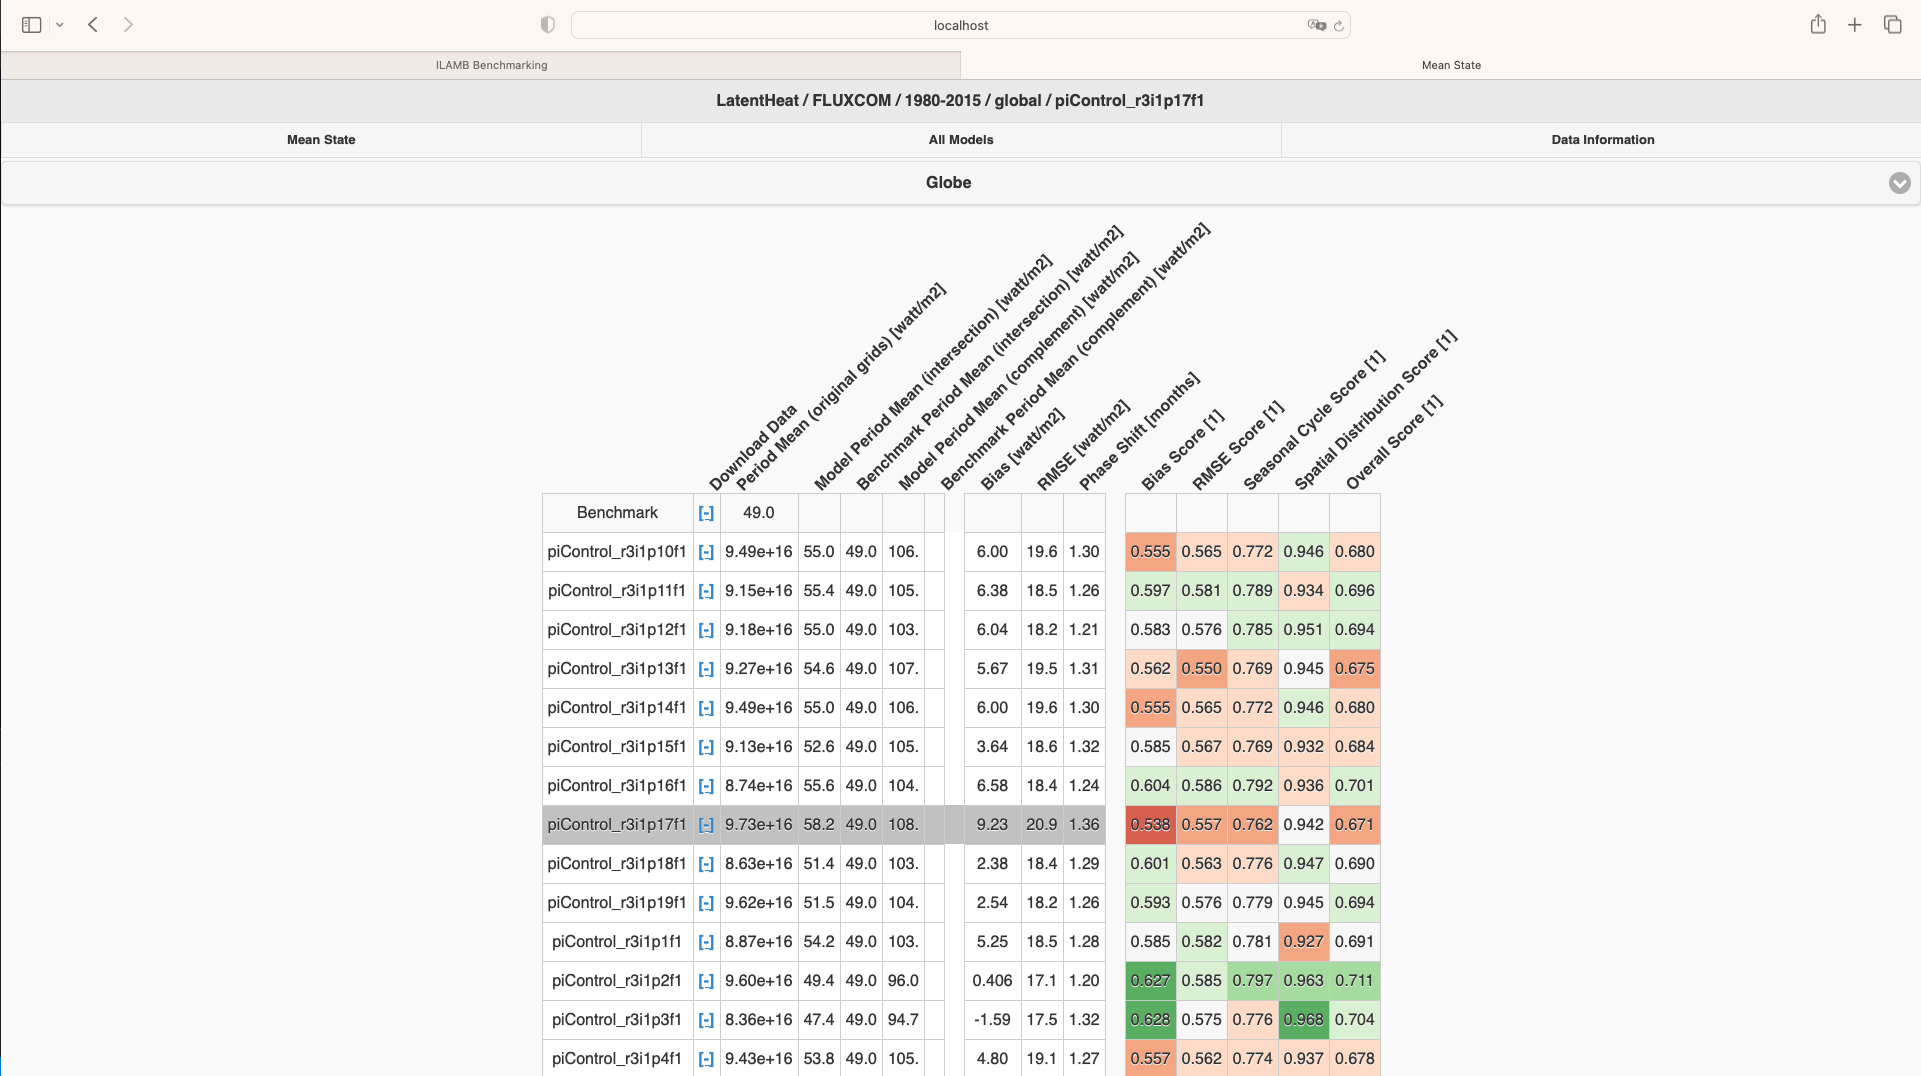 localhost
ILAMB Benchmarking
Mean State
LatentHeat / FLUXCOM / 1980-2015 / global / piControl_r3i1p17f1
Mean State
All Models
Data Information
Globe
Download Data
Period Mean (original grids) [watt/m2]
Model Period Mean (intersection) [watt/m2]
Benchmark Period Mean (intersection) [watt/m2]
Model Period Mean (complement) [watt/m2]
Benchmark Period Mean (complement) [watt/m2]
Bias [watt/m2]
RMSE [watt/m2]
Phase Shift [months]
Bias Score [1]
RMSE Score [1]
Seasonal Cycle Score [1]
Spatial Distribution Score [1]
Overall Score [1]
Benchmark [-] 49.0
piControl_r3i1p10f1 [-] 9.49e+16 55.0 49.0 106. 6.00 19.6 1.30 0.555 0.565 0.772 0.946 0.680
piControl_r3i1p11f1 [-] 9.15e+16 55.4 49.0 105. 6.38 18.5 1.26 0.597 0.581 0.789 0.934 0.696
piControl_r3i1p12f1 [-] 9.18e+16 55.0 49.0 103. 6.04 18.2 1.21 0.583 0.576 0.785 0.951 0.694
piControl_r3i1p13f1 [-] 9.27e+16 54.6 49.0 107. 5.67 19.5 1.31 0.562 0.550 0.769 0.945 0.675
piControl_r3i1p14f1 [-] 9.49e+16 55.0 49.0 106. 6.00 19.6 1.30 0.555 0.565 0.772 0.946 0.680
piControl_r3i1p15f1 [-] 9.13e+16 52.6 49.0 105. 3.64 18.6 1.32 0.585 0.567 0.769 0.932 0.684
piControl_r3i1p16f1 [-] 8.74e+16 55.6 49.0 104. 6.58 18.4 1.24 0.604 0.586 0.792 0.936 0.701
piControl_r3i1p17f1 [-] 9.73e+16 58.2 49.0 108. 9.23 20.9 1.36 0.538 0.557 0.762 0.942 0.671
piControl_r3i1p18f1 [-] 8.63e+16 51.4 49.0 103. 2.38 18.4 1.29 0.601 0.563 0.776 0.947 0.690
piControl_r3i1p19f1 [-] 9.62e+16 51.5 49.0 104. 2.54 18.2 1.26 0.593 0.576 0.779 0.945 0.694
piControl_r3i1p1f1 [-] 8.87e+16 54.2 49.0 103. 5.25 18.5 1.28 0.585 0.582 0.781 0.927 0.691
piControl_r3i1p2f1 [-] 9.60e+16 49.4 49.0 96.0 0.406 17.1 1.20 0.627 0.585 0.797 0.963 0.711
piControl_r3i1p3f1 [-] 8.36e+16 47.4 49.0 94.7 -1.59 17.5 1.32 0.628 0.575 0.776 0.968 0.704
piControl_r3i1p4f1 [-] 9.43e+16 53.8 49.0 105. 4.80 19.1 1.27 0.557 0.562 0.774 0.937 0.678